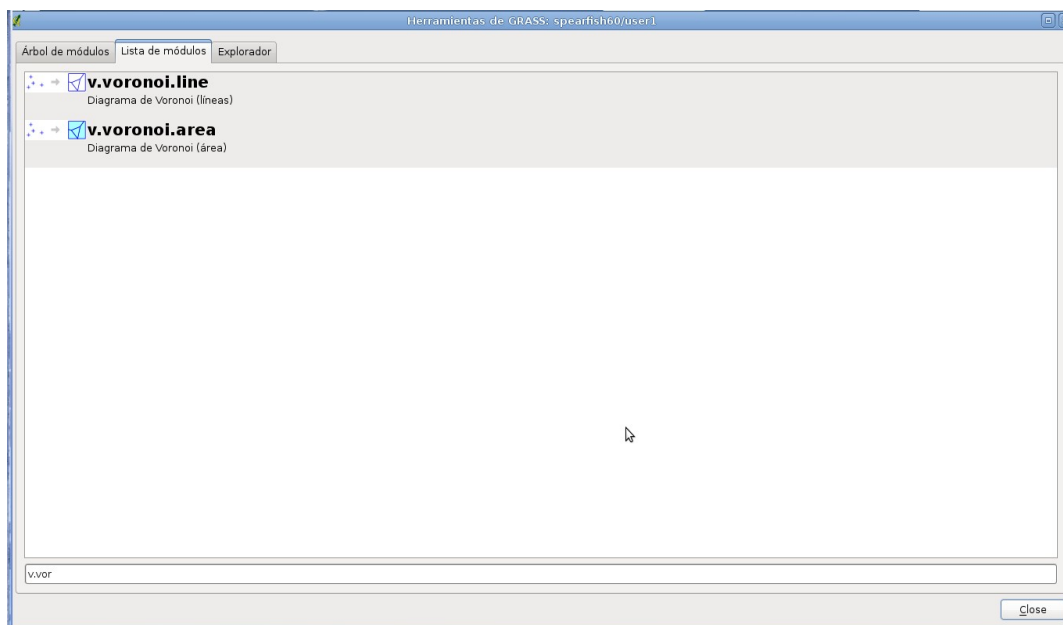 Herramientas de GRASS: spearfish60/user1
Árbol de módulos Lista de módulos Explorador
v.voronoi.line
Diagrama de Voronoi (líneas)
v.voronoi.area
Diagrama de Voronoi (área)
v.vor
Close